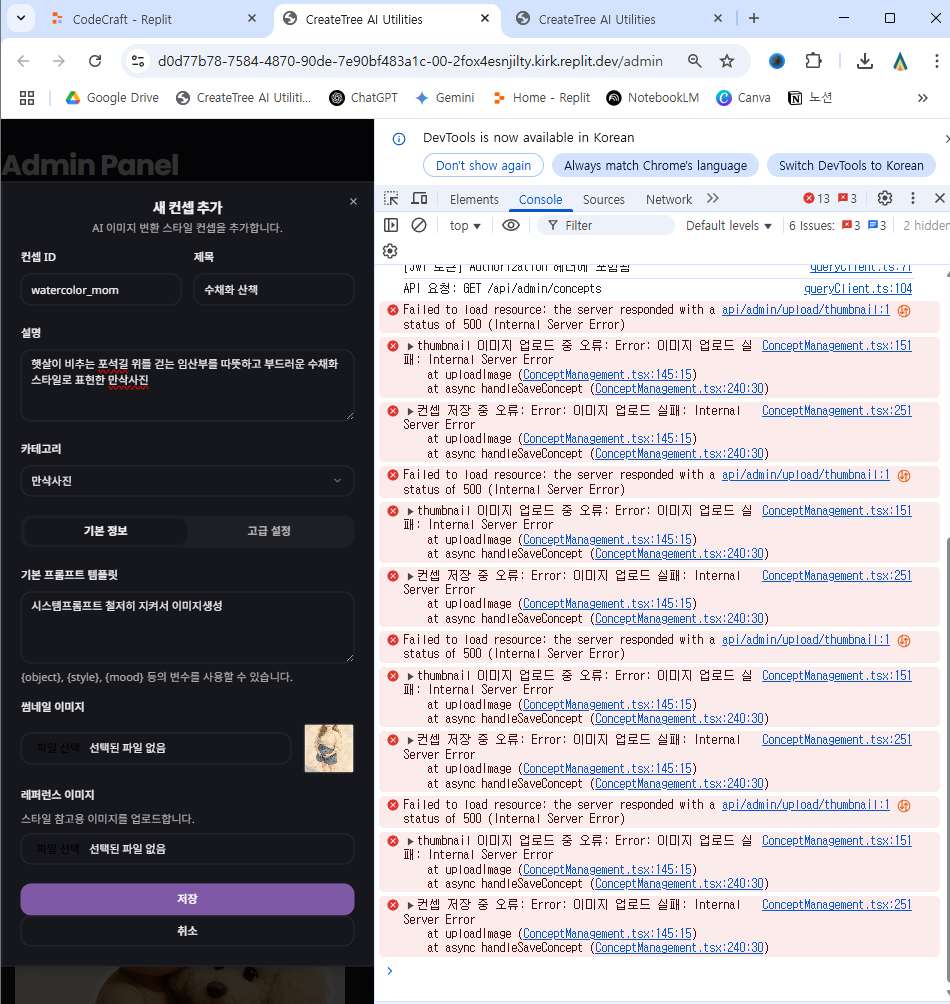 CodeCraft - Replit
CreateTree AI Utilities
CreateTree AI Utilities
d0d77b78-7584-4870-90de-7e90bf483a1c-00-2fox4esnjilty.kirk.replit.dev/admin
Google Drive
CreateTree AI Utiliti...
ChatGPT
Gemini
Home - Replit
NotebookLM
Canva
노션
Admin Panel
새 컨셉 추가
AI 이미지 변환 스타일 컨셉을 추가합니다.
컨셉 ID
제목
watercolor_mom
수채화 산책
설명
햇살이 비추는 포석길 위를 걷는 임산부를 따뜻하고 부드러운 수채화
스타일로 표현한 만삭사진
카테고리
만삭사진
기본 정보
고급 설정
기본 프롬프트 템플릿
시스템프롬프트 철저히 지켜서 이미지생성
{object}, {style}, {mood} 등의 변수를 사용할 수 있습니다.
썸네일 이미지
파일 선택 선택된 파일 없음
레퍼런스 이미지
스타일 참고용 이미지를 업로드합니다.
파일 선택 선택된 파일 없음
저장
취소
DevTools is now available in Korean
Don't show again
Always match Chrome's language
Switch DevTools to Korean
Elements
Console
Sources
Network
13
3
top
Filter
Default levels
6 Issues:
3
3
2 hidden
[JWT 토큰] Authorization 헤더에 포함됨 queryClient.ts:71
API 요청: GET /api/admin/concepts queryClient.ts:104
Failed to load resource: the server responded with a api/admin/upload/thumbnail:1
status of 500 (Internal Server Error)
thumbnail 이미지 업로드 중 오류: Error: 이미지 업로드 실 ConceptManagement.tsx:151
패: Internal Server Error
at uploadImage (ConceptManagement.tsx:145:15)
at async handleSaveConcept (ConceptManagement.tsx:240:30)
컨셉 저장 중 오류: Error: 이미지 업로드 실패: Internal ConceptManagement.tsx:251
Server Error
at uploadImage (ConceptManagement.tsx:145:15)
at async handleSaveConcept (ConceptManagement.tsx:240:30)
Failed to load resource: the server responded with a api/admin/upload/thumbnail:1
status of 500 (Internal Server Error)
thumbnail 이미지 업로드 중 오류: Error: 이미지 업로드 실 ConceptManagement.tsx:151
패: Internal Server Error
at uploadImage (ConceptManagement.tsx:145:15)
at async handleSaveConcept (ConceptManagement.tsx:240:30)
컨셉 저장 중 오류: Error: 이미지 업로드 실패: Internal ConceptManagement.tsx:251
Server Error
at uploadImage (ConceptManagement.tsx:145:15)
at async handleSaveConcept (ConceptManagement.tsx:240:30)
Failed to load resource: the server responded with a api/admin/upload/thumbnail:1
status of 500 (Internal Server Error)
thumbnail 이미지 업로드 중 오류: Error: 이미지 업로드 실 ConceptManagement.tsx:151
패: Internal Server Error
at uploadImage (ConceptManagement.tsx:145:15)
at async handleSaveConcept (ConceptManagement.tsx:240:30)
컨셉 저장 중 오류: Error: 이미지 업로드 실패: Internal ConceptManagement.tsx:251
Server Error
at uploadImage (ConceptManagement.tsx:145:15)
at async handleSaveConcept (ConceptManagement.tsx:240:30)
Failed to load resource: the server responded with a api/admin/upload/thumbnail:1
status of 500 (Internal Server Error)
thumbnail 이미지 업로드 중 오류: Error: 이미지 업로드 실 ConceptManagement.tsx:151
패: Internal Server Error
at uploadImage (ConceptManagement.tsx:145:15)
at async handleSaveConcept (ConceptManagement.tsx:240:30)
컨셉 저장 중 오류: Error: 이미지 업로드 실패: Internal ConceptManagement.tsx:251
Server Error
at uploadImage (ConceptManagement.tsx:145:15)
at async handleSaveConcept (ConceptManagement.tsx:240:30)